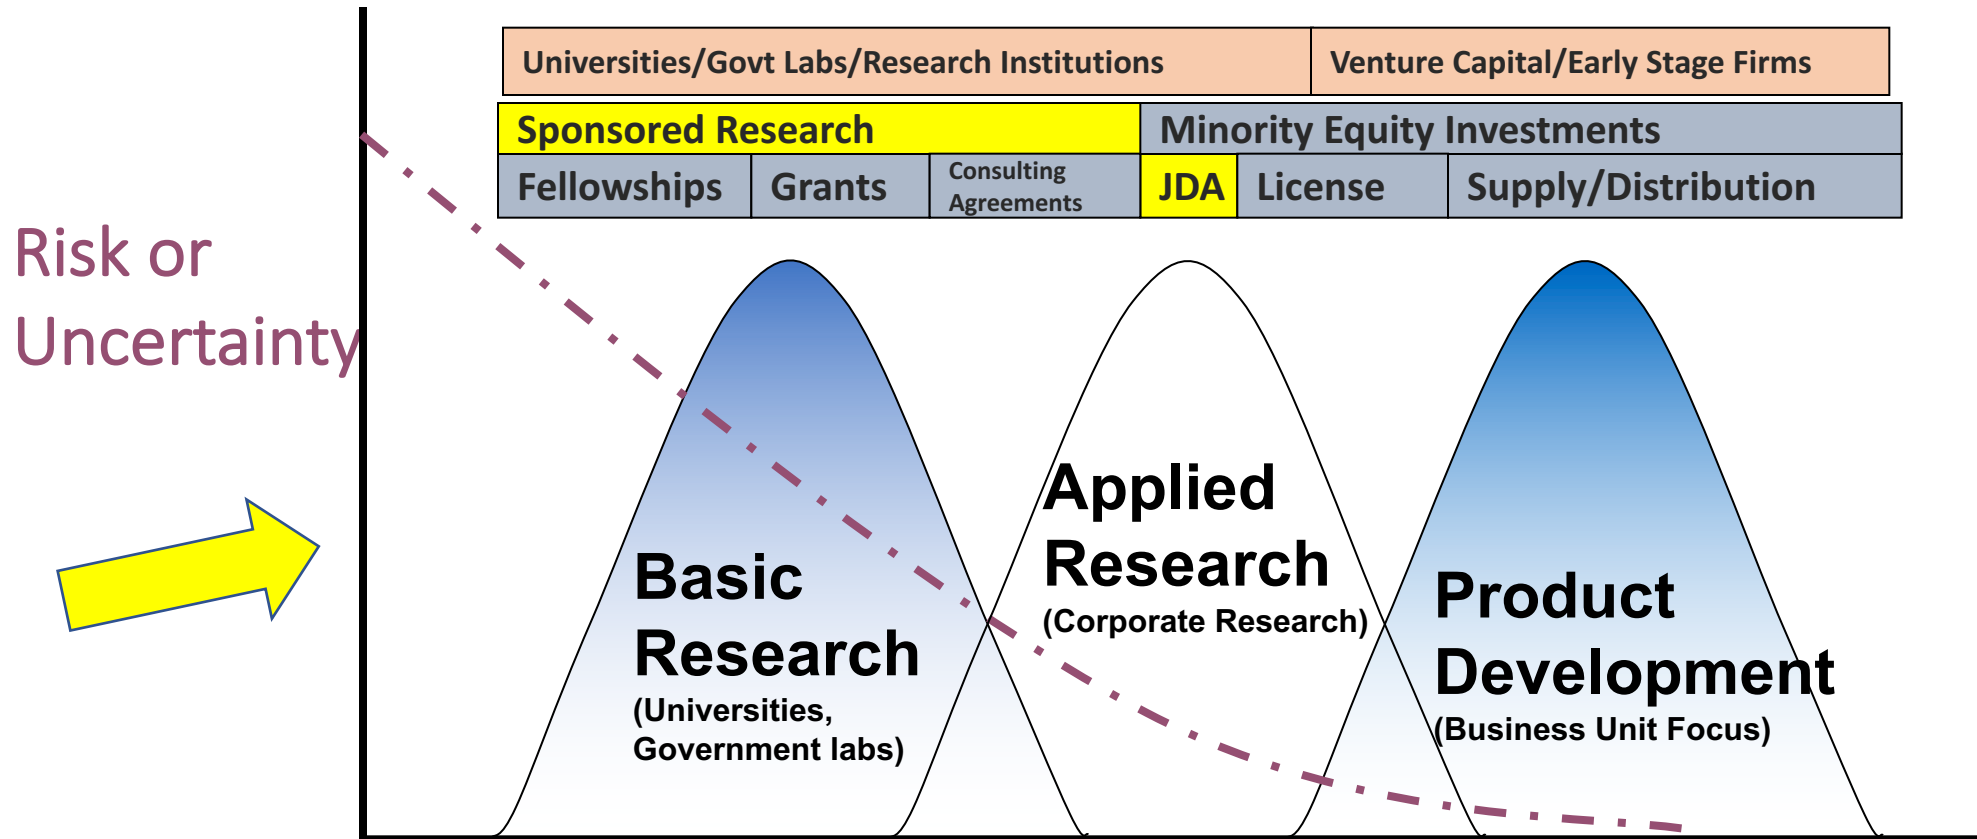 Universities/Govt Labs/Research Institutions
Venture Capital/Early Stage Firms
Sponsored Research
Minority Equity Investments
Fellowships
Grants
Consulting
Agreements
JDA
License
Supply/Distribution
Risk or
Uncertainty
Basic
Research
(Universities,
Government labs)
Applied
Research
(Corporate Research)
Product
Development
(Business Unit Focus)